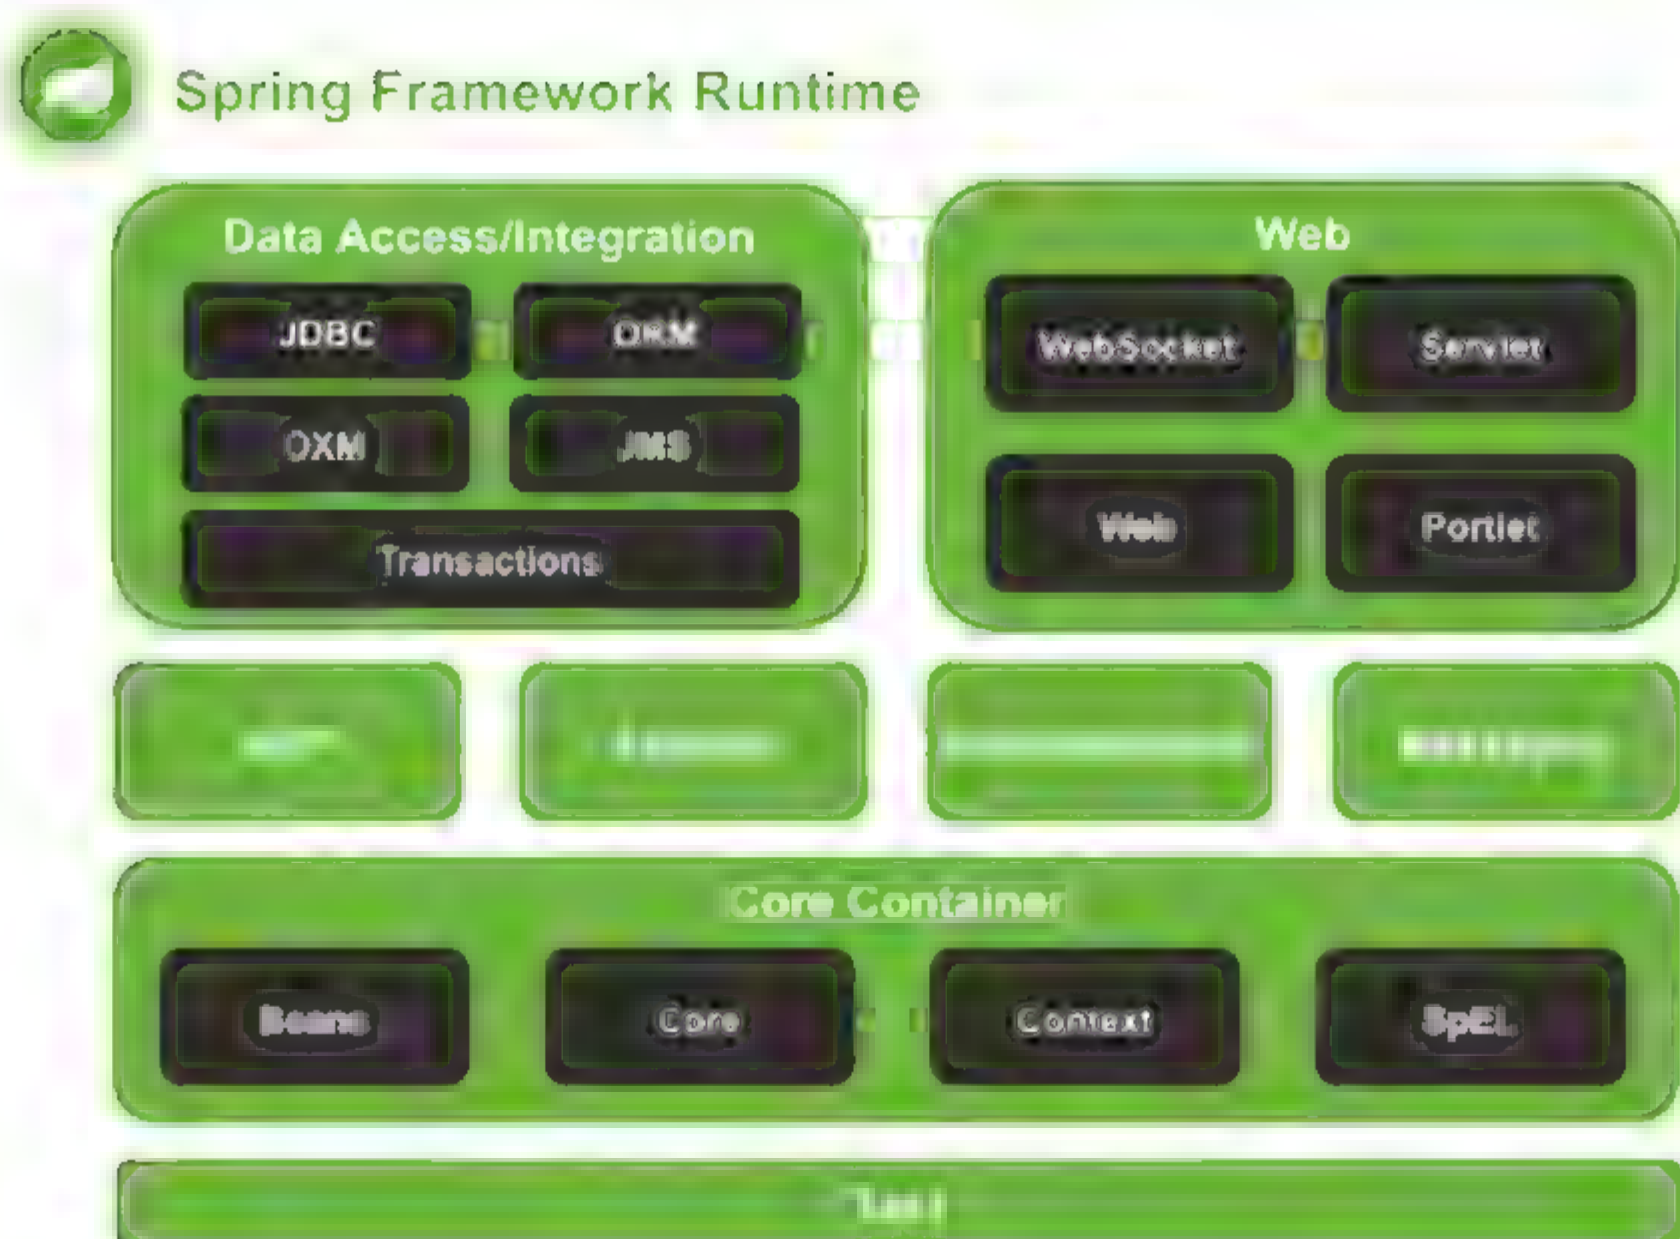 Spring Framework Runtime
Data Access/Integration
Web
JDBC
ORM
WebSocket
Servlet
OXM
JMS
Web
Portlet
Transactions
Core Container
Beans
Core
Context
SpEL